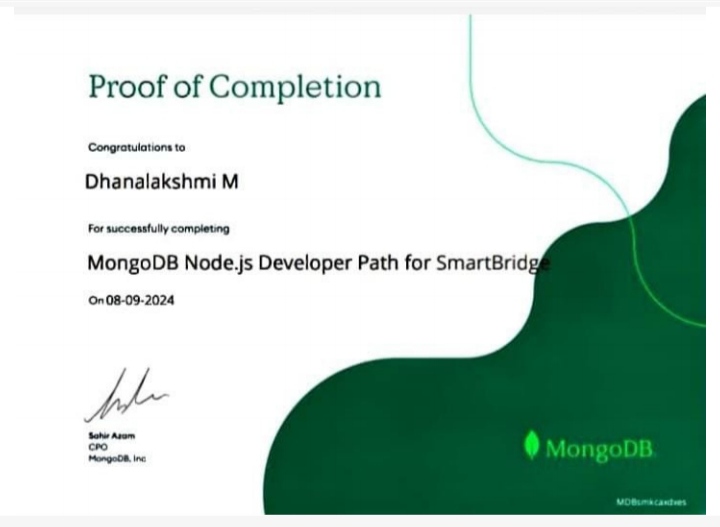 Proof of Completion
Congratulations to
Dhanalakshmi M
For successfully completing
MongoDB Node.js Developer Path for SmartBridge
On 08-09-2024
Sahir Azam
CPO
MongoDB, Inc
MongoDB